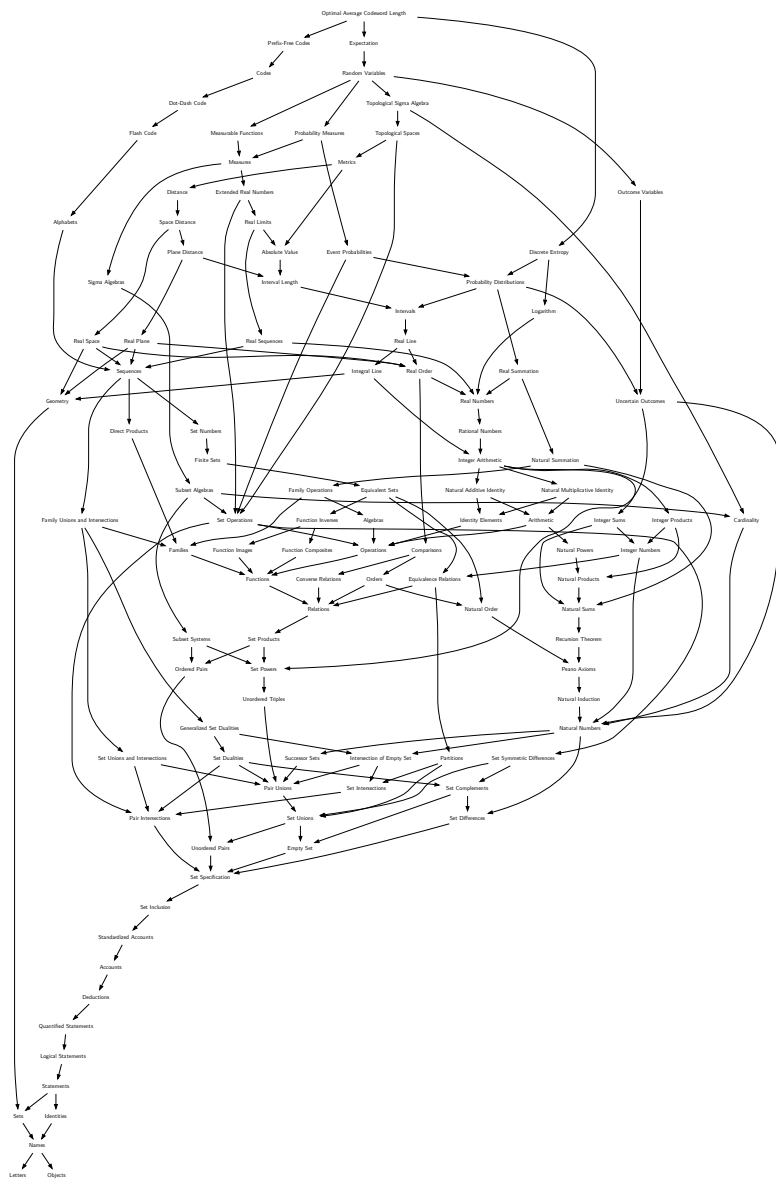 Optimal Average Codeword Length
Prefix-Free Codes
Expectation
Codes
Random Variables
Dot-Dash Code
Topological Sigma Algebra
Flash Code
Measurable Functions
Probability Measures
Topological Spaces
Measures
Metrics
Distance
Extended Real Numbers
Outcome Variables
Alphabets
Space Distance
Real Limits
Plane Distance
Absolute Value
Event Probabilities
Discrete Entropy
Sigma Algebras
Interval Length
Probability Distributions
Intervals
Logarithm
Real Space
Real Plane
Real Sequences
Real Line
Sequences
Integral Line
Real Order
Real Summation
Geometry
Real Numbers
Uncertain Outcomes
Direct Products
Set Numbers
Rational Numbers
Finite Sets
Integer Arithmetic
Natural Summation
Subset Algebras
Family Operations
Equivalent Sets
Natural Additive Identity
Natural Multiplicative Identity
Family Unions and Intersections
Set Operations
Function Inverses
Algebras
Identity Elements
Arithmetic
Integer Sums
Integer Products
Cardinality
Families
Function Images
Function Composites
Operations
Comparisons
Natural Powers
Integer Numbers
Functions
Converse Relations
Orders
Equivalence Relations
Natural Products
Relations
Natural Order
Natural Sums
Subset Systems
Set Products
Recursion Theorem
Ordered Pairs
Set Powers
Peano Axioms
Unordered Triples
Natural Induction
Generalized Set Dualities
Natural Numbers
Set Unions and Intersections
Set Dualities
Successor Sets
Intersection of Empty Set
Partitions
Set Symmetric Differences
Pair Unions
Set Intersections
Set Complements
Pair Intersections
Set Unions
Set Differences
Unordered Pairs
Empty Set
Set Specification
Set Inclusion
Standardized Accounts
Accounts
Deductions
Quantified Statements
Logical Statements
Statements
Sets
Identities
Names
Letters
Objects